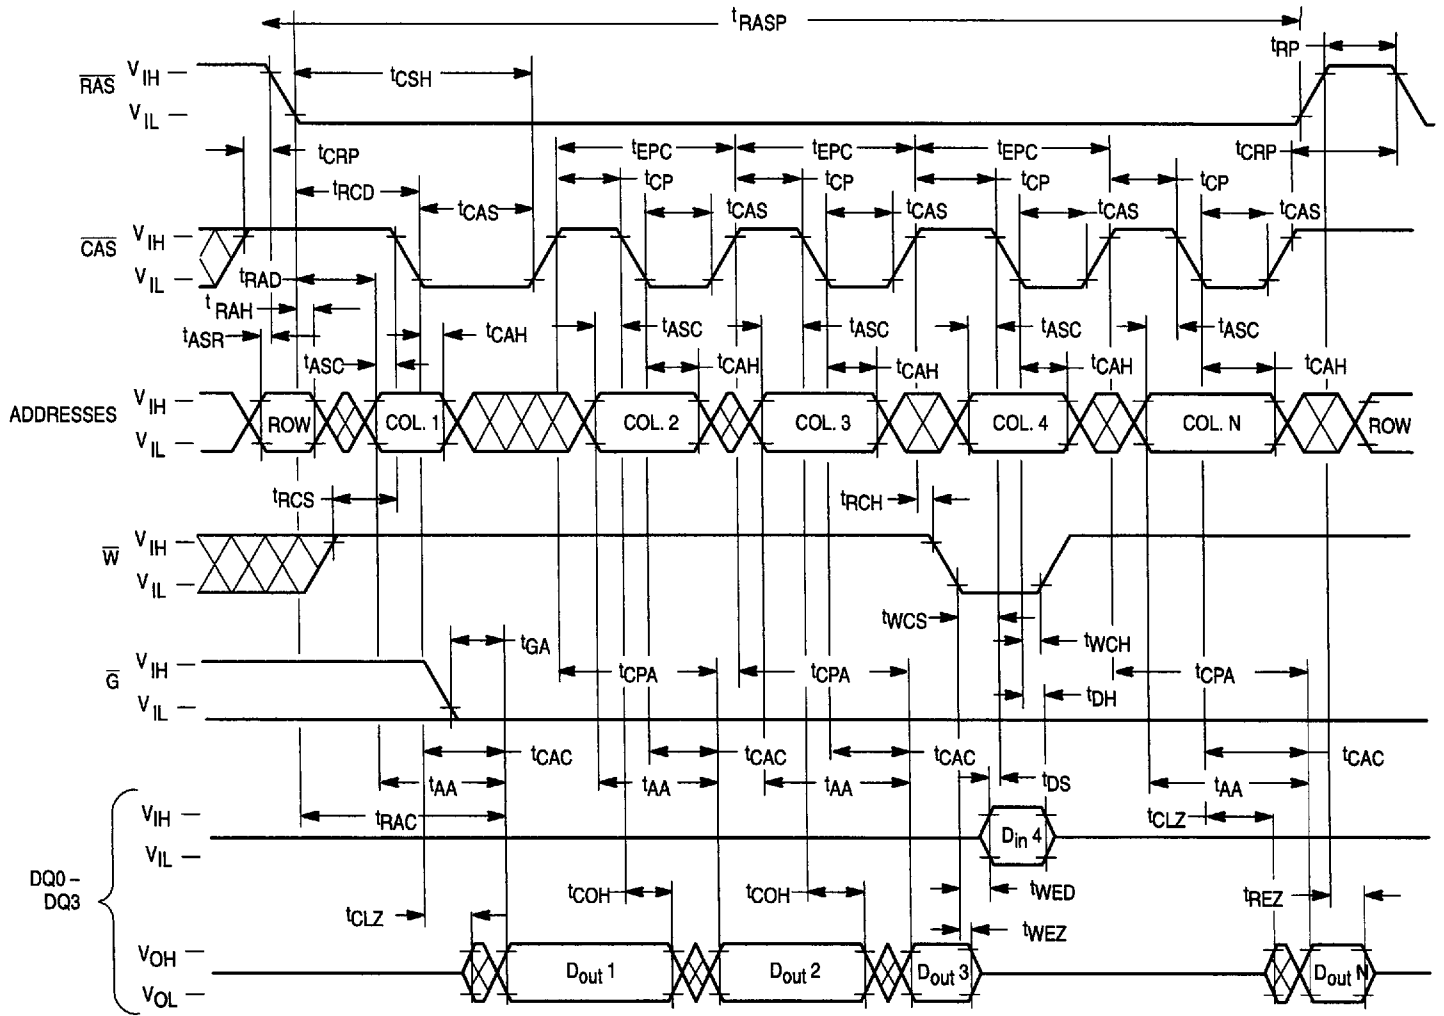 tRASP
tRP
RAS VIH
tCSH
VIL
tCRP tEPC tEPC tEPC tCRP
tRCD tCP tCP tCP tCP
tCAS tCAS tCAS tCAS tCAS
CAS VIH
VIL tRAD
tRAH
tASR tCAH tASC tASC tASC tASC
tASC tCAH tCAH tCAH tCAH
ADDRESSES VIH
ROW COL. 1 COL. 2 COL. 3 COL. 4 COL. N ROW
VIL
tRCS tRCH
W VIH
VIL
tWCS
tGA tWCH
G VIH tCPA tCPA tCPA
VIL tDH
tCAC tCAC tCAC tCAC
tAA tAA tAA tDS tAA
VIH tRAC tCLZ
Din 4
VIL
DQ0 –
DQ3
tCOH tCOH tWED tREZ
tCLZ tWEZ
VOH
Dout 1 Dout 2 Dout 3 Dout N
VOL